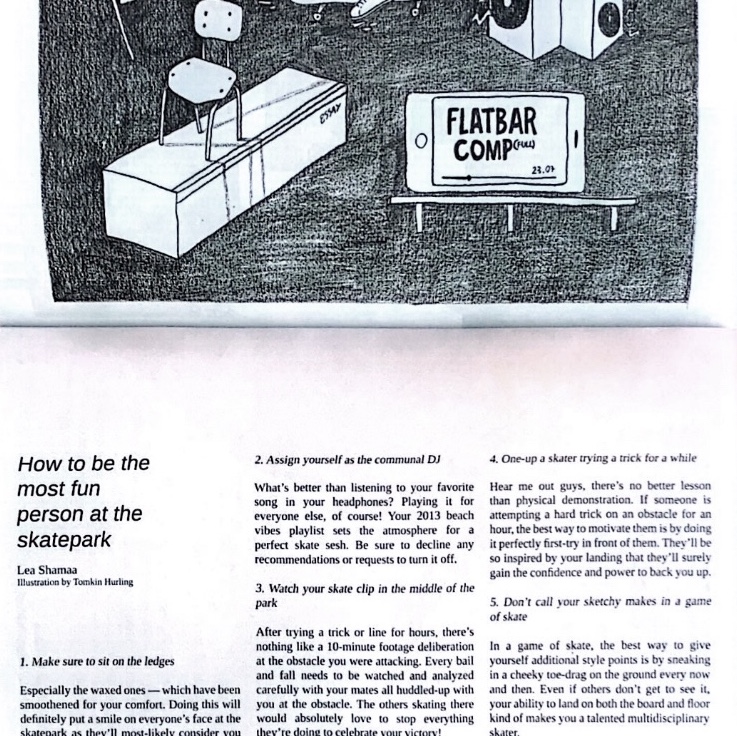 ESSAY
FLATBAR
COMP (FULL)
23.07
How to be the
most fun
person at the
skatepark
Lea Shamaa
Illustration by Tomkin Hurling
1. Make sure to sit on the ledges
Especially the waxed ones — which have been
smoothened for your comfort. Doing this will
definitely put a smile on everyone's face at the
skatepark as they'll most-likely consider you
2. Assign yourself as the communal DJ
What's better than listening to your favorite
song in your headphones? Playing it for
everyone else, of course! Your 2013 beach
vibes playlist sets the atmosphere for a
perfect skate sesh. Be sure to decline any
recommendations or requests to turn it off.
3. Watch your skate clip in the middle of the
park
After trying a trick or line for hours, there's
nothing like a 10-minute footage deliberation
at the obstacle you were attacking. Every bail
and fall needs to be watched and analyzed
carefully with your mates all huddled-up with
you at the obstacle. The others skating there
would absolutely love to stop everything
they're doing to celebrate your victory!
4. One-up a skater trying a trick for a while
Hear me out guys, there's no better lesson
than physical demonstration. If someone is
attempting a hard trick on an obstacle for an
hour, the best way to motivate them is by doing
it perfectly first-try in front of them. They'll be
so inspired by your landing that they'll surely
gain the confidence and power to back you up.
5. Don't call your sketchy makes in a game
of skate
In a game of skate, the best way to give
yourself additional style points is by sneaking
in a cheeky toe-drag on the ground every now
and then. Even if others don't get to see it,
your ability to land on both the board and floor
kind of makes you a talented multidisciplinary
skater.